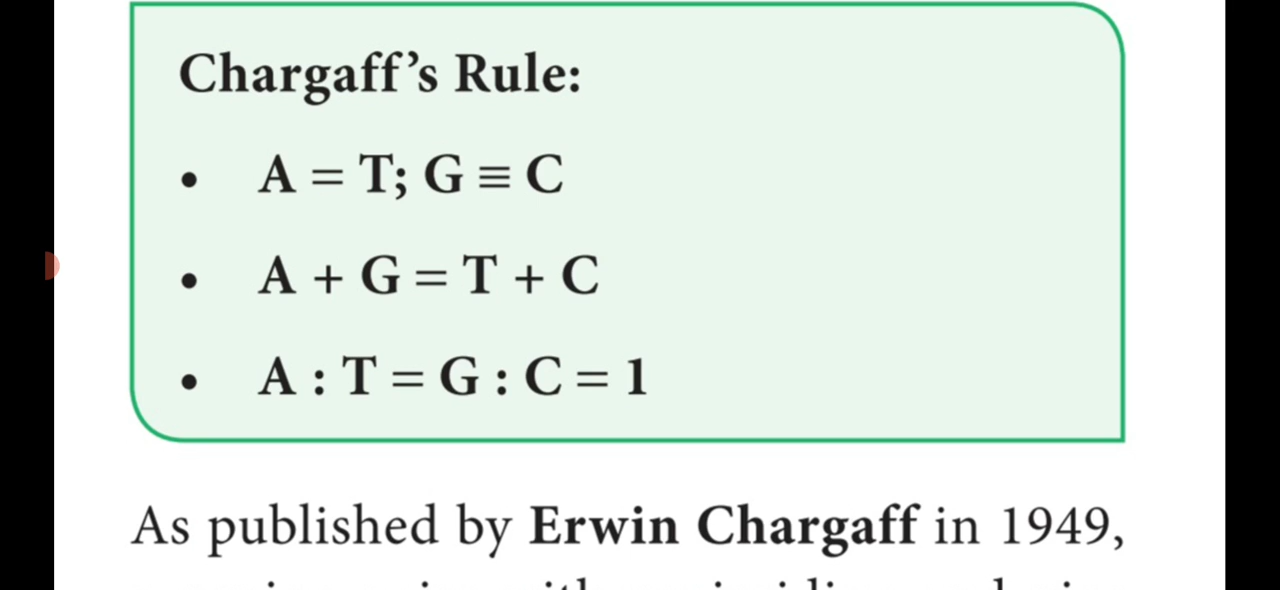 Chargaff’s Rule:
• A = T; G ≡ C
• A + G = T + C
• A : T = G : C = 1
As published by Erwin Chargaff in 1949,